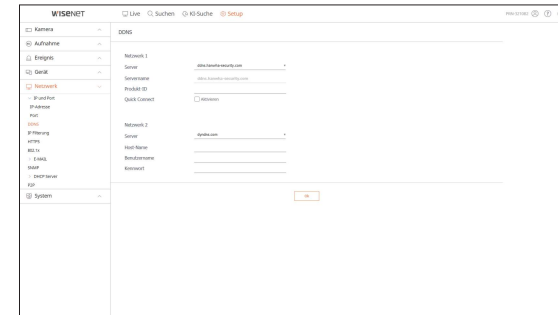 WISENET
Live Suchen KI-Suche Setup
Kamera
Aufnahme
Ereignis
Gerät
Netzwerk
IP und Port
IP-Adresse
Port
DDNS
IP Filterung
HTTPS
802.1x
E-MAIL
SNMP
DHCP Server
P2P
System
DDNS
Netzwerk 1
Server ddns.hanwha-security.com
Servername ddns.hanwha-security.com
Produkt ID
Quick Connect Aktivieren
Netzwerk 2
Server dyndns.com
Host-Name
Benutzername
Kennwort
OK